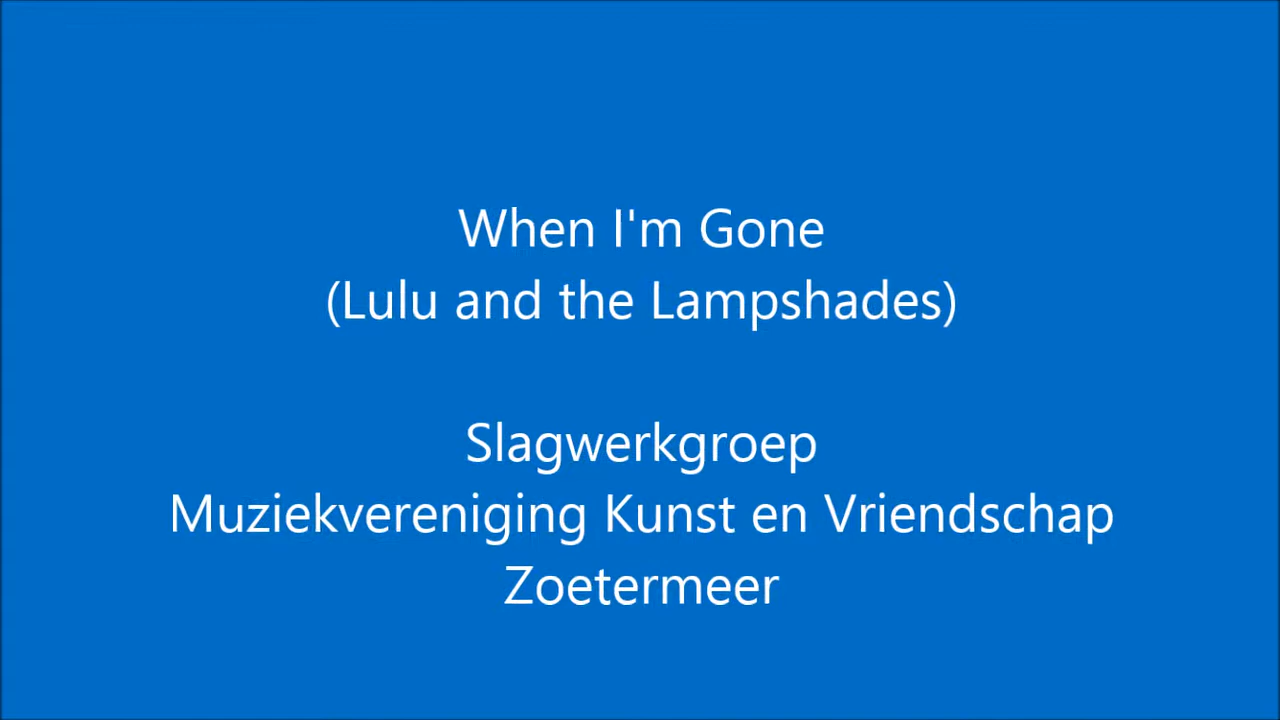 When I'm Gone
(Lulu and the Lampshades)
Slagwerkgroep
Muziekvereniging Kunst en Vriendschap
Zoetermeer